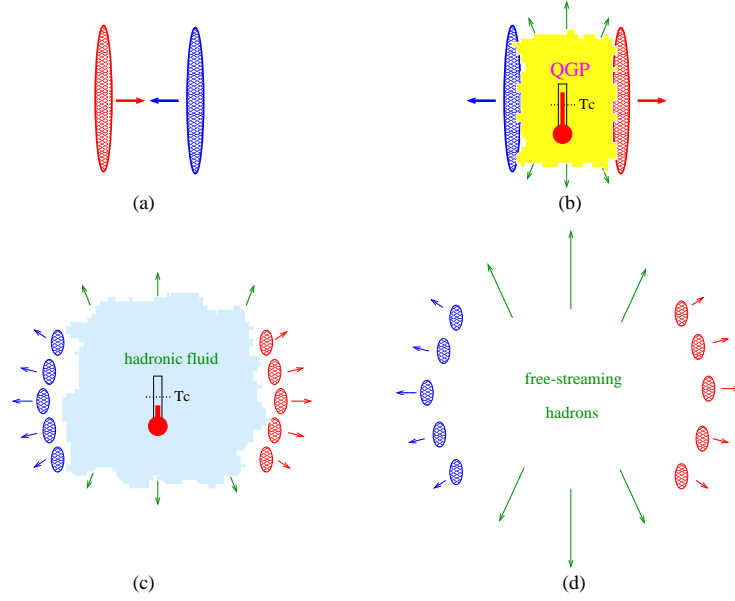 (a)
QGP
Tc
(b)
hadronic fluid
Tc
(c)
free-streaming
hadrons
(d)